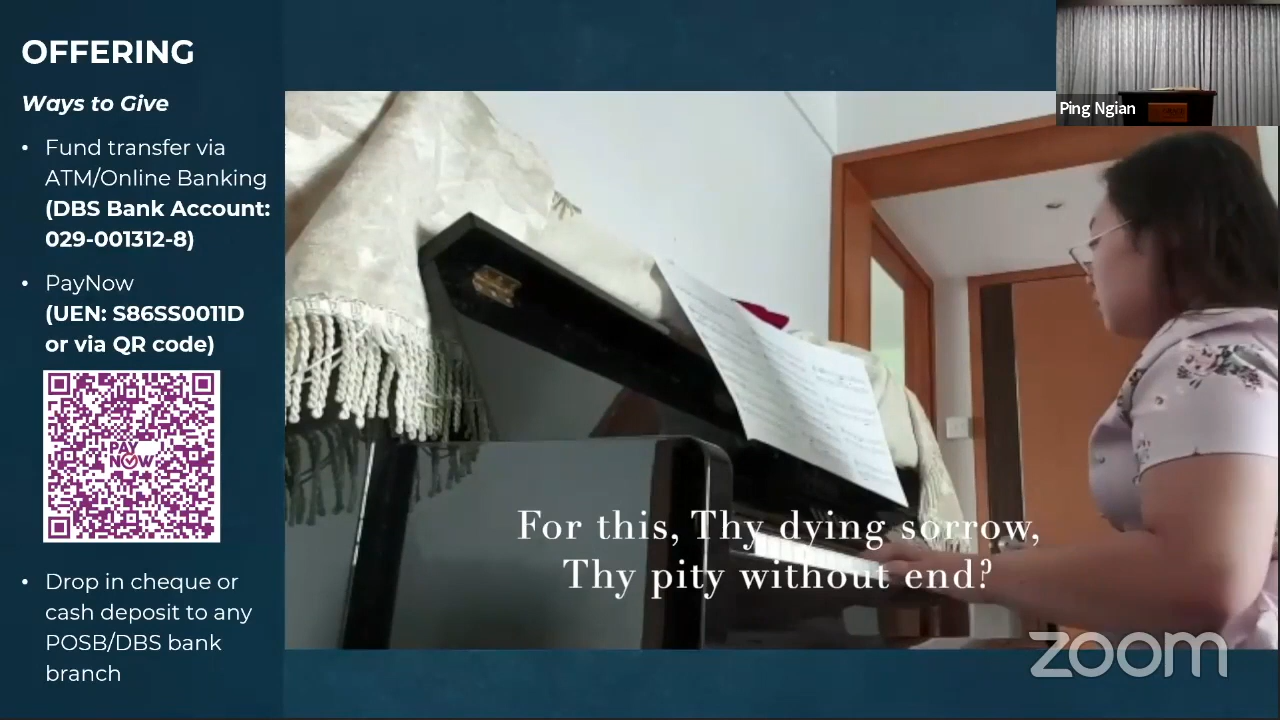 OFFERING
Ways to Give
• Fund transfer via
ATM/Online Banking
(DBS Bank Account:
029-001312-8)
• PayNow
(UEN: S86SS0011D
or via QR code)
PAY
NOW
• Drop in cheque or
cash deposit to any
POSB/DBS bank
branch
Ping Ngian
For this, Thy dying sorrow,
Thy pity without end?
zoom